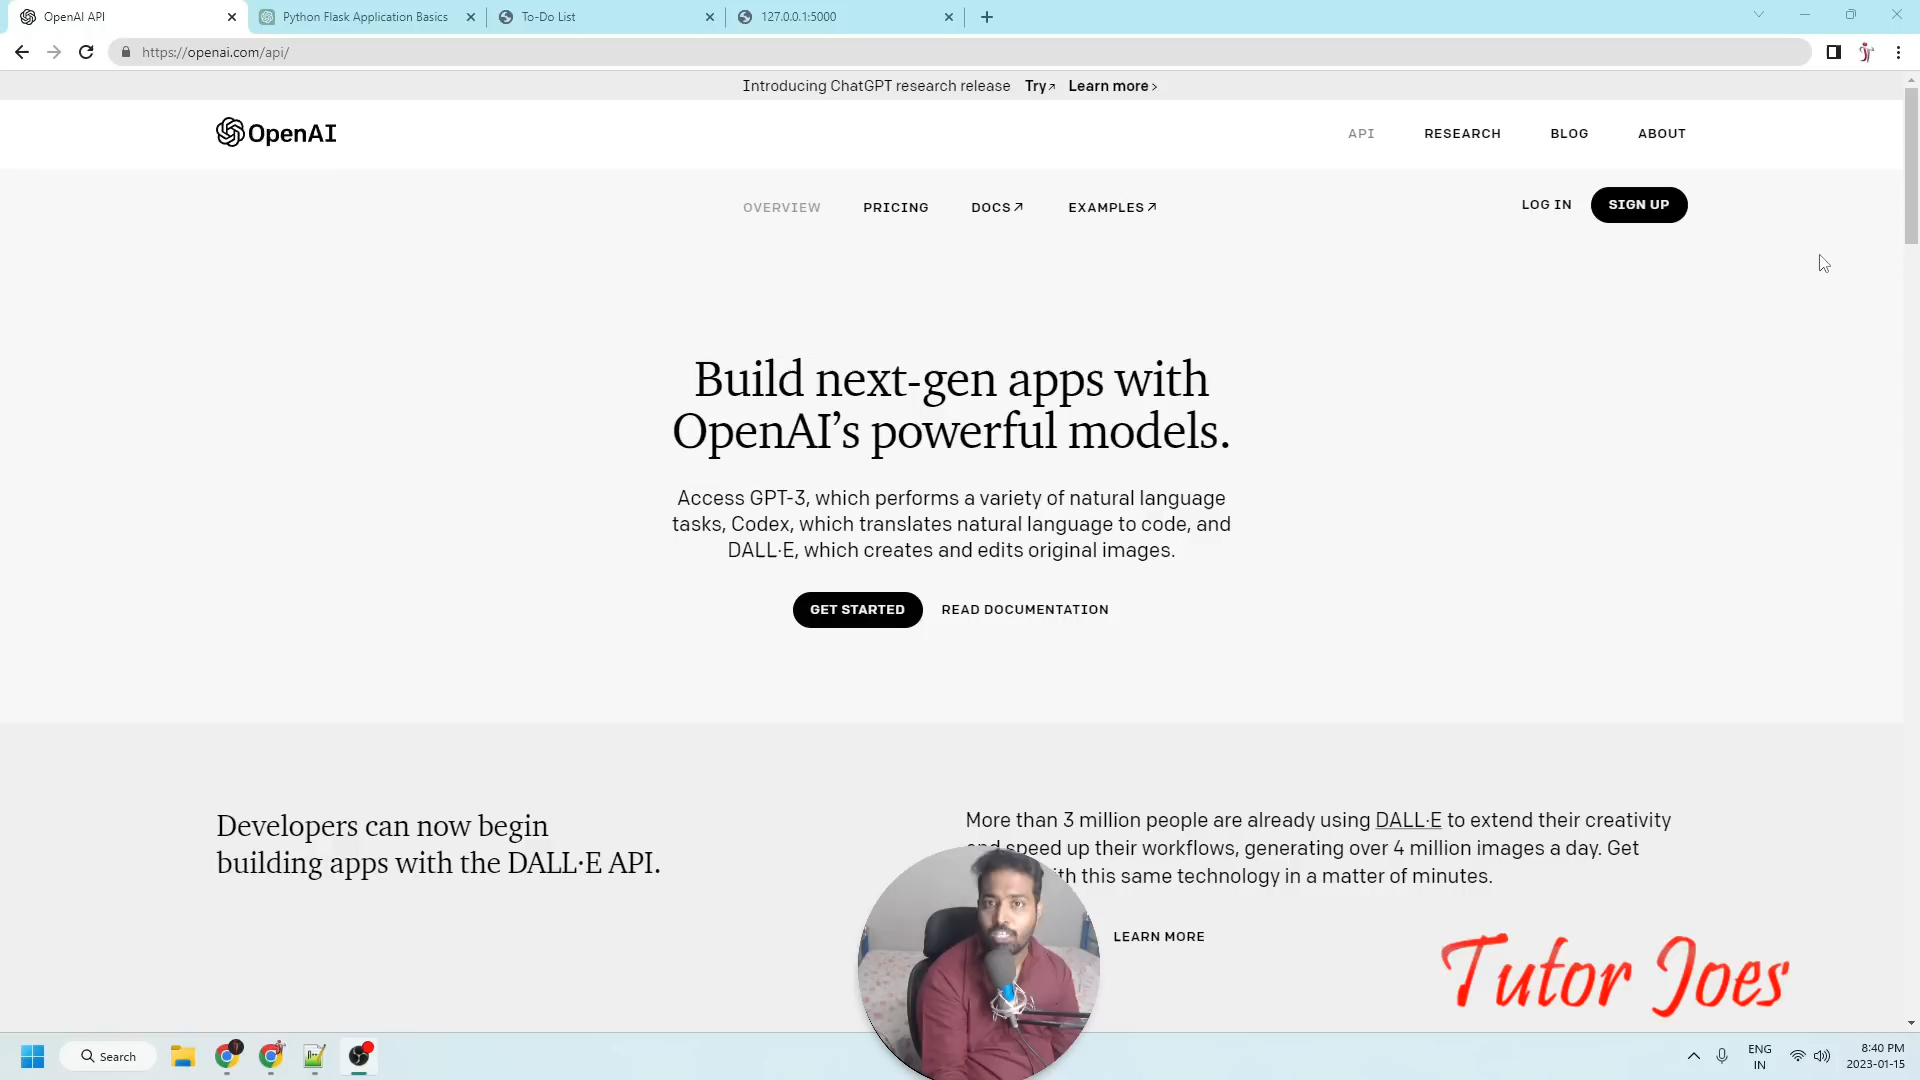 OpenAI API
Python Flask Application Basics
To-Do List
127.0.0.1:5000
https://openai.com/api/
Introducing ChatGPT research release Try↗ Learn more ›
OpenAI
API RESEARCH BLOG ABOUT
OVERVIEW PRICING DOCS↗ EXAMPLES↗
LOG IN SIGN UP
Build next-gen apps with
OpenAI’s powerful models.
Access GPT-3, which performs a variety of natural language
tasks, Codex, which translates natural language to code, and
DALL·E, which creates and edits original images.
GET STARTED READ DOCUMENTATION
Developers can now begin
building apps with the DALL·E API.
More than 3 million people are already using DALL·E to extend their creativity
and speed up their workflows, generating over 4 million images a day. Get
th this same technology in a matter of minutes.
LEARN MORE
Tutor Joes
Search
ENG
IN
8:40 PM
2023-01-15